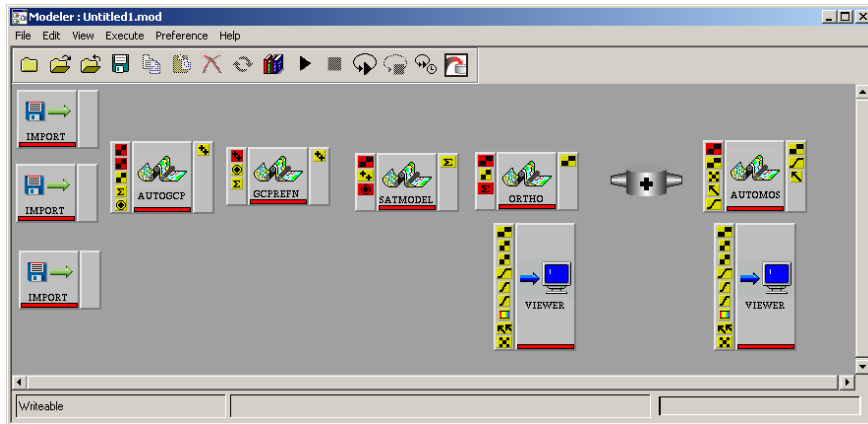 Modeler : Untitled1.mod
File Edit View Execute Preference Help
IMPORT
AUTOGCP
GCPREFN
SATMODEL
ORTHO
AUTOMOS
IMPORT
IMPORT
VIEWER
VIEWER
Writeable